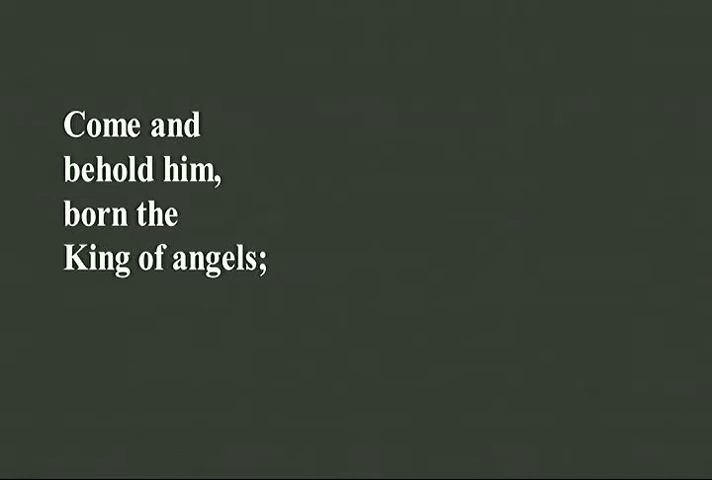 Come and
behold him,
born the
King of angels;